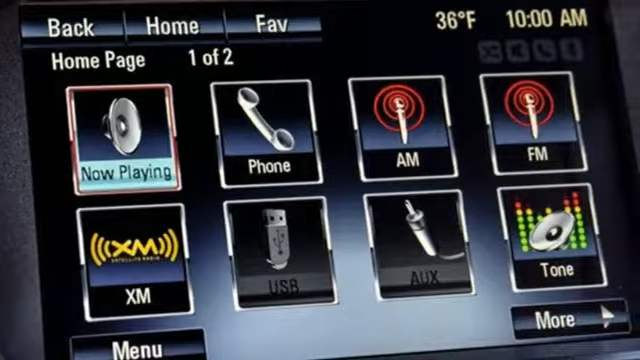 Back Home Fav 36°F 10:00 AM
Home Page 1 of 2
Now Playing Phone AM FM
XM
SATELLITE RADIO
XM USB AUX Tone
Menu More